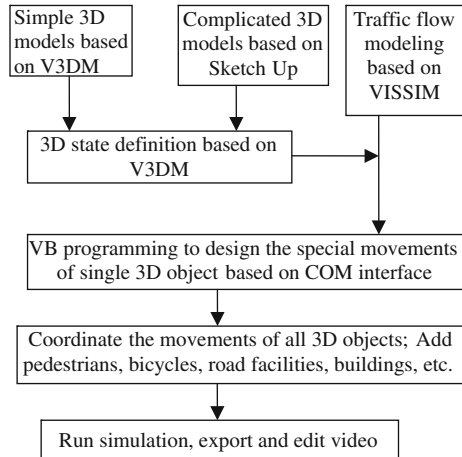 Simple 3D
models based
on V3DM
Complicated 3D
models based on
Sketch Up
Traffic flow
modeling
based on
VISSIM
3D state definition based on
V3DM
VB programming to design the special movements
of single 3D object based on COM interface
Coordinate the movements of all 3D objects; Add
pedestrians, bicycles, road facilities, buildings, etc.
Run simulation, export and edit video